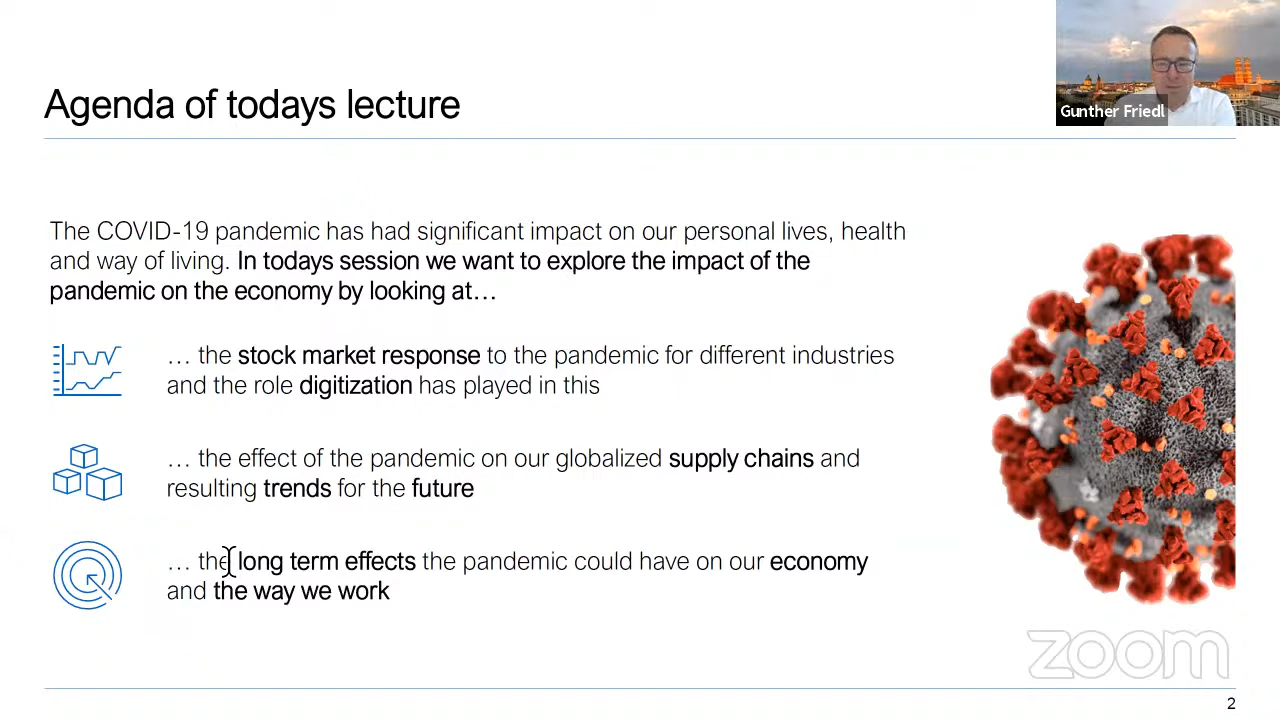 Agenda of todays lecture
Gunther Friedl
The COVID-19 pandemic has had significant impact on our personal lives, health
and way of living. In todays session we want to explore the impact of the
pandemic on the economy by looking at…
… the stock market response to the pandemic for different industries
and the role digitization has played in this
… the effect of the pandemic on our globalized supply chains and
resulting trends for the future
… the long term effects the pandemic could have on our economy
and the way we work
zoom
2